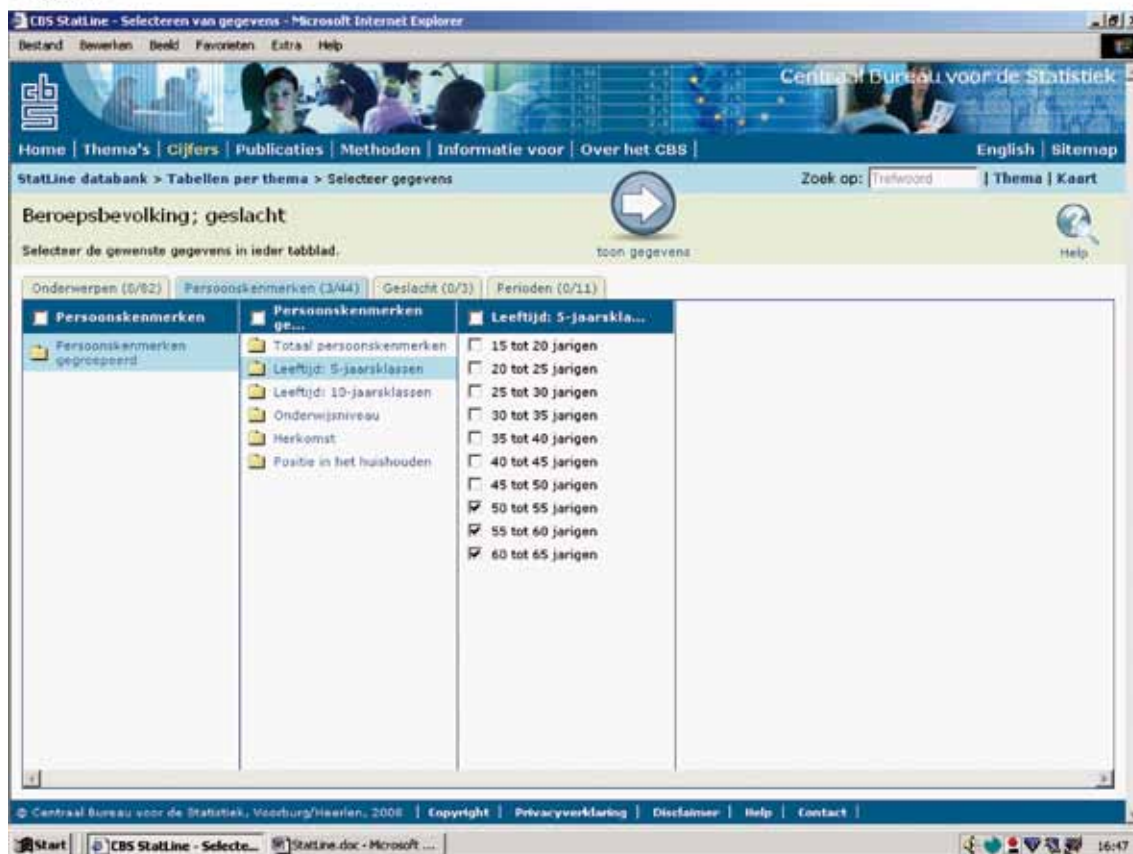 CBS StatLine - Selecteren van gegevens - Microsoft Internet Explorer
Bestand Bewerken Beeld Favorieten Extra Help
cbs
Centraal Bureau voor de Statistiek
Home | Thema's | Cijfers | Publicaties | Methoden | Informatie voor | Over het CBS |
English | Sitemap
StatLine databank > Tabellen per thema > Selecteer gegevens
Zoek op: Trefwoord | Thema | Kaart
Beroepsbevolking; geslacht
Selecteer de gewenste gegevens in ieder tabblad.
toon gegevens
Help
Onderwerpen (0/82) Persoonskenmerken (3/44) Geslacht (0/3) Perioden (0/11)
Persoonskenmerken
Persoonskenmerken
gegroepeerd
Persoonskenmerken
ge...
Totaal persoonskenmerken
Leeftijd: 5-jaarsklassen
Leeftijd: 10-jaarsklassen
Onderwijsniveau
Herkomst
Positie in het huishouden
Leeftijd: 5-jaarskla...
15 tot 20 jarigen
20 tot 25 jarigen
25 tot 30 jarigen
30 tot 35 jarigen
35 tot 40 jarigen
40 tot 45 jarigen
45 tot 50 jarigen
50 tot 55 jarigen
55 tot 60 jarigen
60 tot 65 jarigen
© Centraal Bureau voor de Statistiek, Voorburg/Heerlen, 2008 | Copyright | Privacyverklaring | Disclaimer | Help | Contact |
Start CBS StatLine - Selecte... StatLine.doc - Microsoft ... 16:47